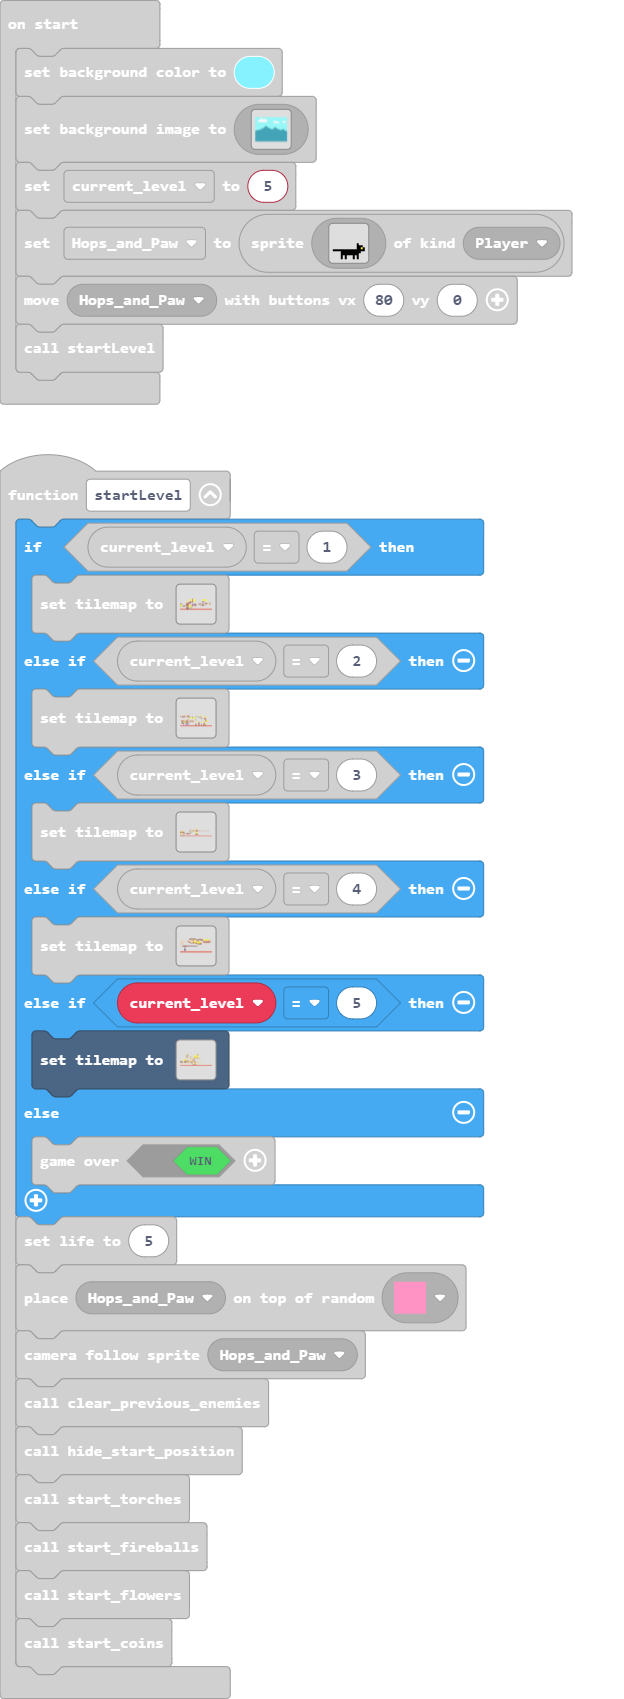 on start
set background color to
set background image to
set current_level to 5
set Hops_and_Paw to sprite of kind Player
move Hops_and_Paw with buttons vx 80 vy 0
call startLevel
function startLevel
if current_level = 1 then
set tilemap to
else if current_level = 2 then
set tilemap to
else if current_level = 3 then
set tilemap to
else if current_level = 4 then
set tilemap to
else if current_level = 5 then
set tilemap to
else
game over WIN
set life to 5
place Hops_and_Paw on top of random
camera follow sprite Hops_and_Paw
call clear_previous_enemies
call hide_start_position
call start_torches
call start_fireballs
call start_flowers
call start_coins